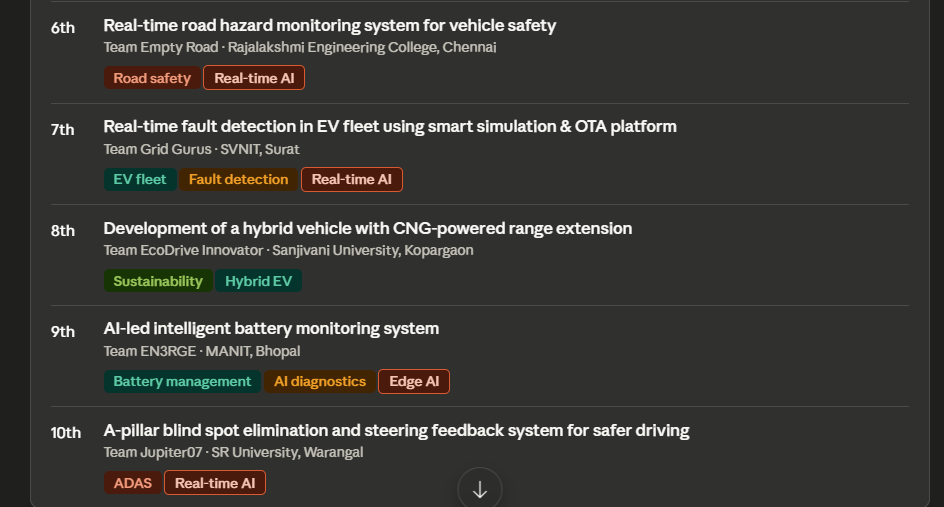 6th
Real-time road hazard monitoring system for vehicle safety
Team Empty Road · Rajalakshmi Engineering College, Chennai
Road safety Real-time AI
7th
Real-time fault detection in EV fleet using smart simulation & OTA platform
Team Grid Gurus · SVNIT, Surat
EV fleet Fault detection Real-time AI
8th
Development of a hybrid vehicle with CNG-powered range extension
Team EcoDrive Innovator · Sanjivani University, Kopargaon
Sustainability Hybrid EV
9th
AI-led intelligent battery monitoring system
Team EN3RGE · MANIT, Bhopal
Battery management AI diagnostics Edge AI
10th
A-pillar blind spot elimination and steering feedback system for safer driving
Team Jupiter07 · SR University, Warangal
ADAS Real-time AI